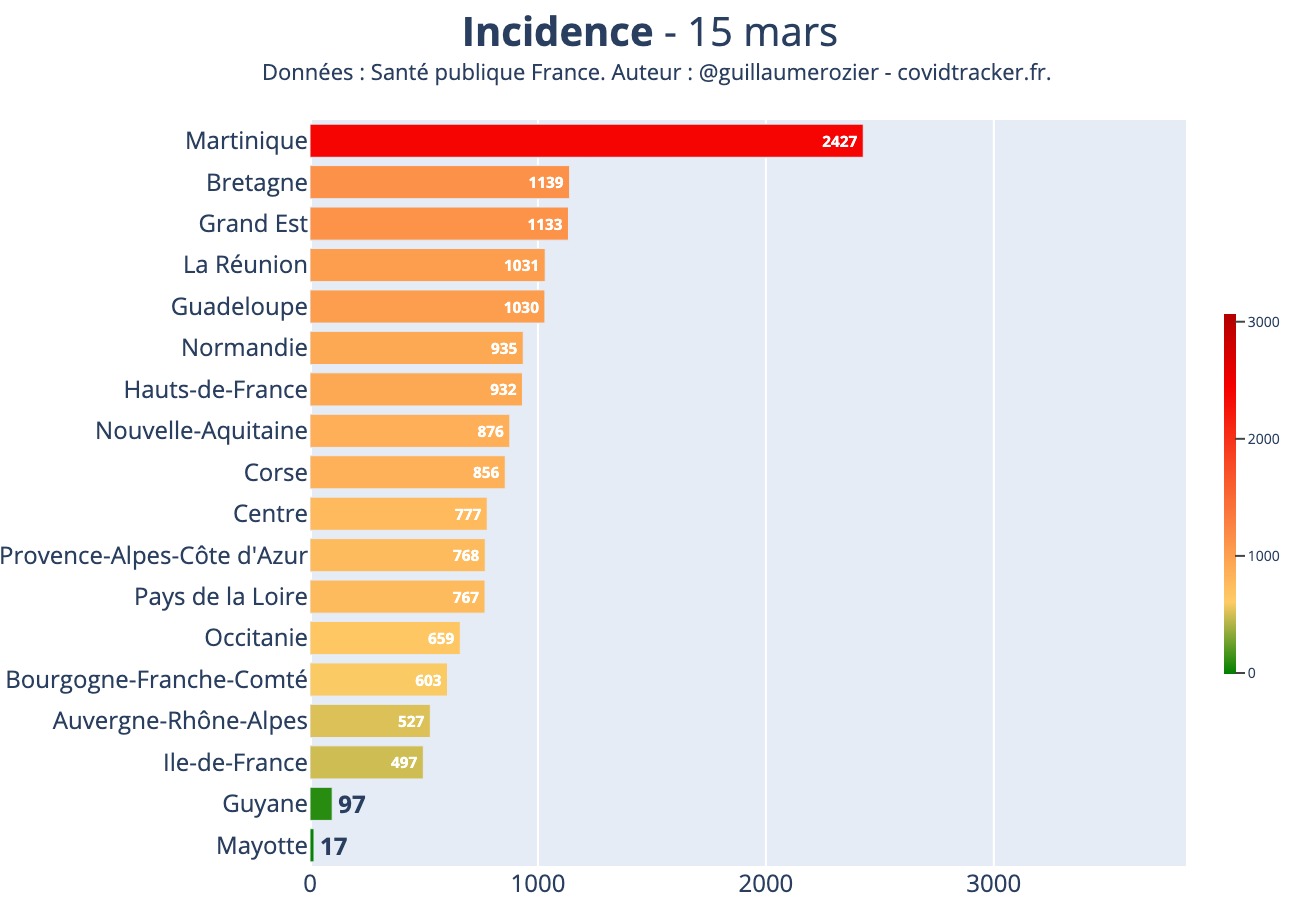 Incidence - 15 mars
Données : Santé publique France. Auteur : @guillaumerozier - covidtracker.fr.
Martinique 2427
Bretagne 1139
Grand Est 1133
La Réunion 1031
Guadeloupe 1030
Normandie 935
Hauts-de-France 932
Nouvelle-Aquitaine 876
Corse 856
Centre 777
Provence-Alpes-Côte d'Azur 768
Pays de la Loire 767
Occitanie 659
Bourgogne-Franche-Comté 603
Auvergne-Rhône-Alpes 527
Ile-de-France 497
Guyane 97
Mayotte 17
0 1000 2000 3000
3000
2000
1000
0